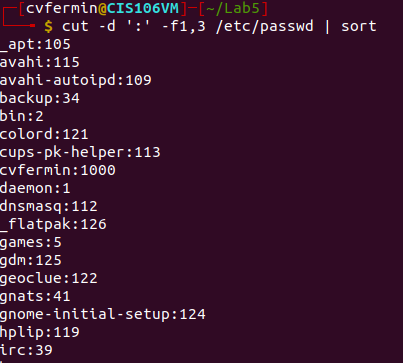 [cvfermin@CIS106VM]-[~/Lab5]
$ cut -d ':' -f1,3 /etc/passwd | sort
_apt:105
avahi:115
avahi-autoipd:109
backup:34
bin:2
colord:121
cups-pk-helper:113
cvfermin:1000
daemon:1
dnsmasq:112
_flatpak:126
games:5
gdm:125
geoclue:122
gnats:41
gnome-initial-setup:124
hplip:119
irc:39